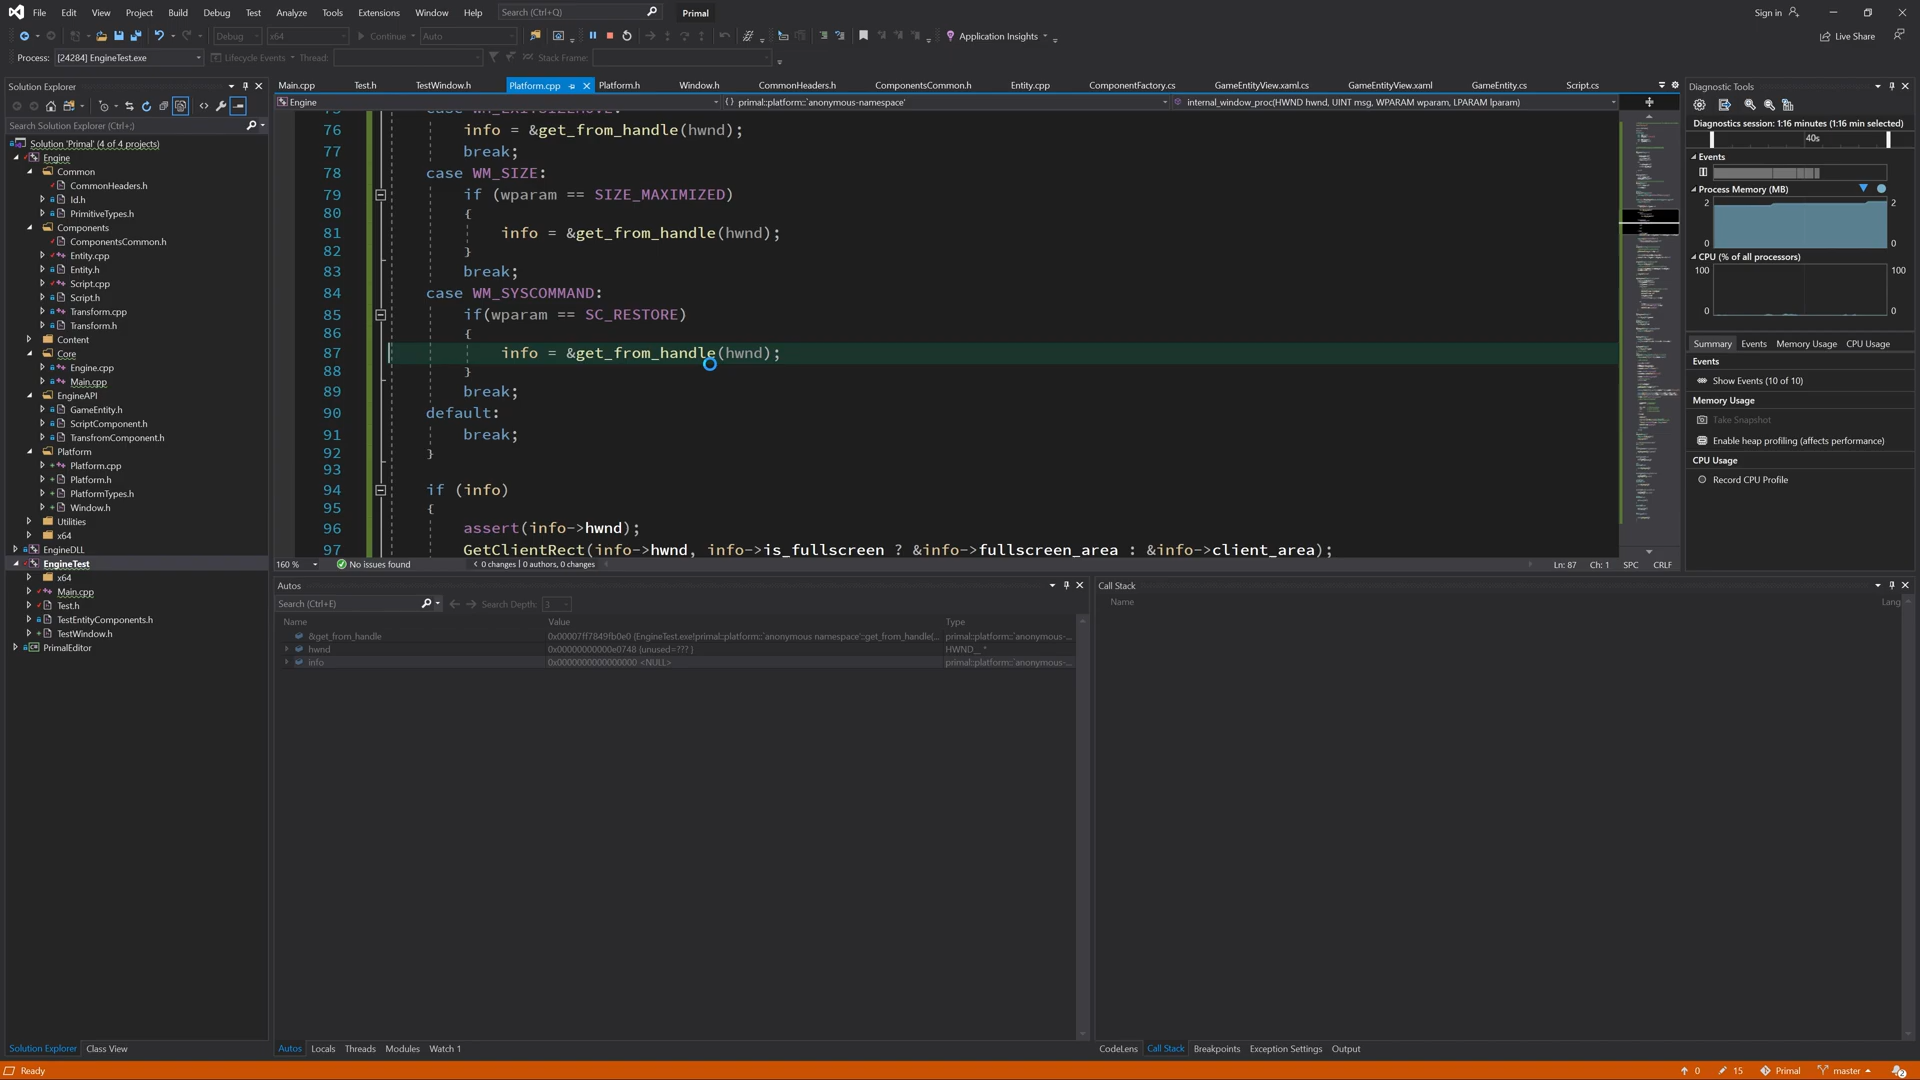 File Edit View Project Build Debug Test Analyze Tools Extensions Window Help Search (Ctrl+Q) Primal Sign in
Debug x64 Continue Auto Application Insights Live Share
Process: [24284] EngineTest.exe Lifecycle Events Thread: Stack Frame:
Solution Explorer
Search Solution Explorer (Ctrl+;)
Solution 'Primal' (4 of 4 projects)
Engine
Common
CommonHeaders.h
Id.h
PrimitiveTypes.h
Components
ComponentsCommon.h
Entity.cpp
Entity.h
Script.cpp
Script.h
Transform.cpp
Transform.h
Content
Core
Engine.cpp
Main.cpp
EngineAPI
GameEntity.h
ScriptComponent.h
TransfromComponent.h
Platform
Platform.cpp
Platform.h
PlatformTypes.h
Window.h
Utilities
x64
EngineDLL
EngineTest
x64
Main.cpp
Test.h
TestEntityComponents.h
TestWindow.h
PrimalEditor
Solution Explorer Class View
Main.cpp Test.h TestWindow.h Platform.cpp Platform.h Window.h CommonHeaders.h ComponentsCommon.h Entity.cpp ComponentFactory.cs GameEntityView.xaml.cs GameEntityView.xaml GameEntity.cs Script.cs
Engine primal::platform::`anonymous-namespace' internal_window_proc(HWND hwnd, UINT msg, WPARAM wparam, LPARAM lparam)
75 case WM_EXITSIZEMOVE:
76 info = &get_from_handle(hwnd);
77 break;
78 case WM_SIZE:
79 if (wparam == SIZE_MAXIMIZED)
80 {
81 info = &get_from_handle(hwnd);
82 }
83 break;
84 case WM_SYSCOMMAND:
85 if(wparam == SC_RESTORE)
86 {
87 info = &get_from_handle(hwnd);
88 }
89 break;
90 default:
91 break;
92 }
93
94 if (info)
95 {
96 assert(info->hwnd);
97 GetClientRect(info->hwnd, info->is_fullscreen ? &info->fullscreen_area : &info->client_area);
160 % No issues found 0 changes | 0 authors, 0 changes Ln: 87 Ch: 1 SPC CRLF
Autos
Search (Ctrl+E) Search Depth: 3
Name Value Type
&get_from_handle 0x00007ff7849fb0e0 (EngineTest.exe!primal::platform::`anonymous namespace'::get_from_handle(... primal::platform::`anonymous-...
hwnd 0x00000000000e0748 {unused=??? } HWND__ *
info 0x0000000000000000 <NULL> primal::platform::`anonymous-...
Autos Locals Threads Modules Watch 1
Call Stack
Name Lang
CodeLens Call Stack Breakpoints Exception Settings Output
Diagnostic Tools
Diagnostics session: 1:16 minutes (1:16 min selected)
40s
Events
Process Memory (MB)
2 2
0 0
CPU (% of all processors)
100 100
0 0
Summary Events Memory Usage CPU Usage
Events
Show Events (10 of 10)
Memory Usage
Take Snapshot
Enable heap profiling (affects performance)
CPU Usage
Record CPU Profile
Ready 0 15 Primal master 2